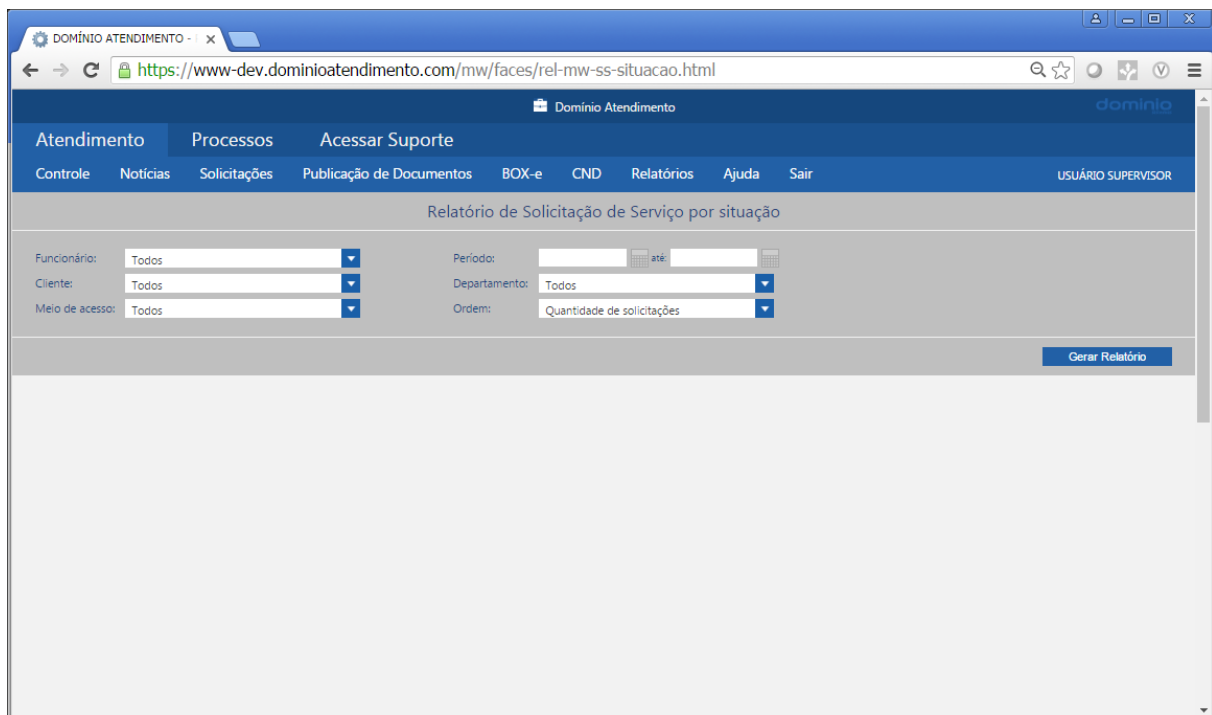 DOMÍNIO ATENDIMENTO -
https://www-dev.dominioatendimento.com/mw/faces/rel-mw-ss-situacao.html
Domínio Atendimento
domínio
Atendimento Processos Acessar Suporte
Controle Notícias Solicitações Publicação de Documentos BOX-e CND Relatórios Ajuda Sair USUÁRIO SUPERVISOR
Relatório de Solicitação de Serviço por situação
Funcionário: Todos Período: até:
Cliente: Todos Departamento: Todos
Meio de acesso: Todos Ordem: Quantidade de solicitações
Gerar Relatório